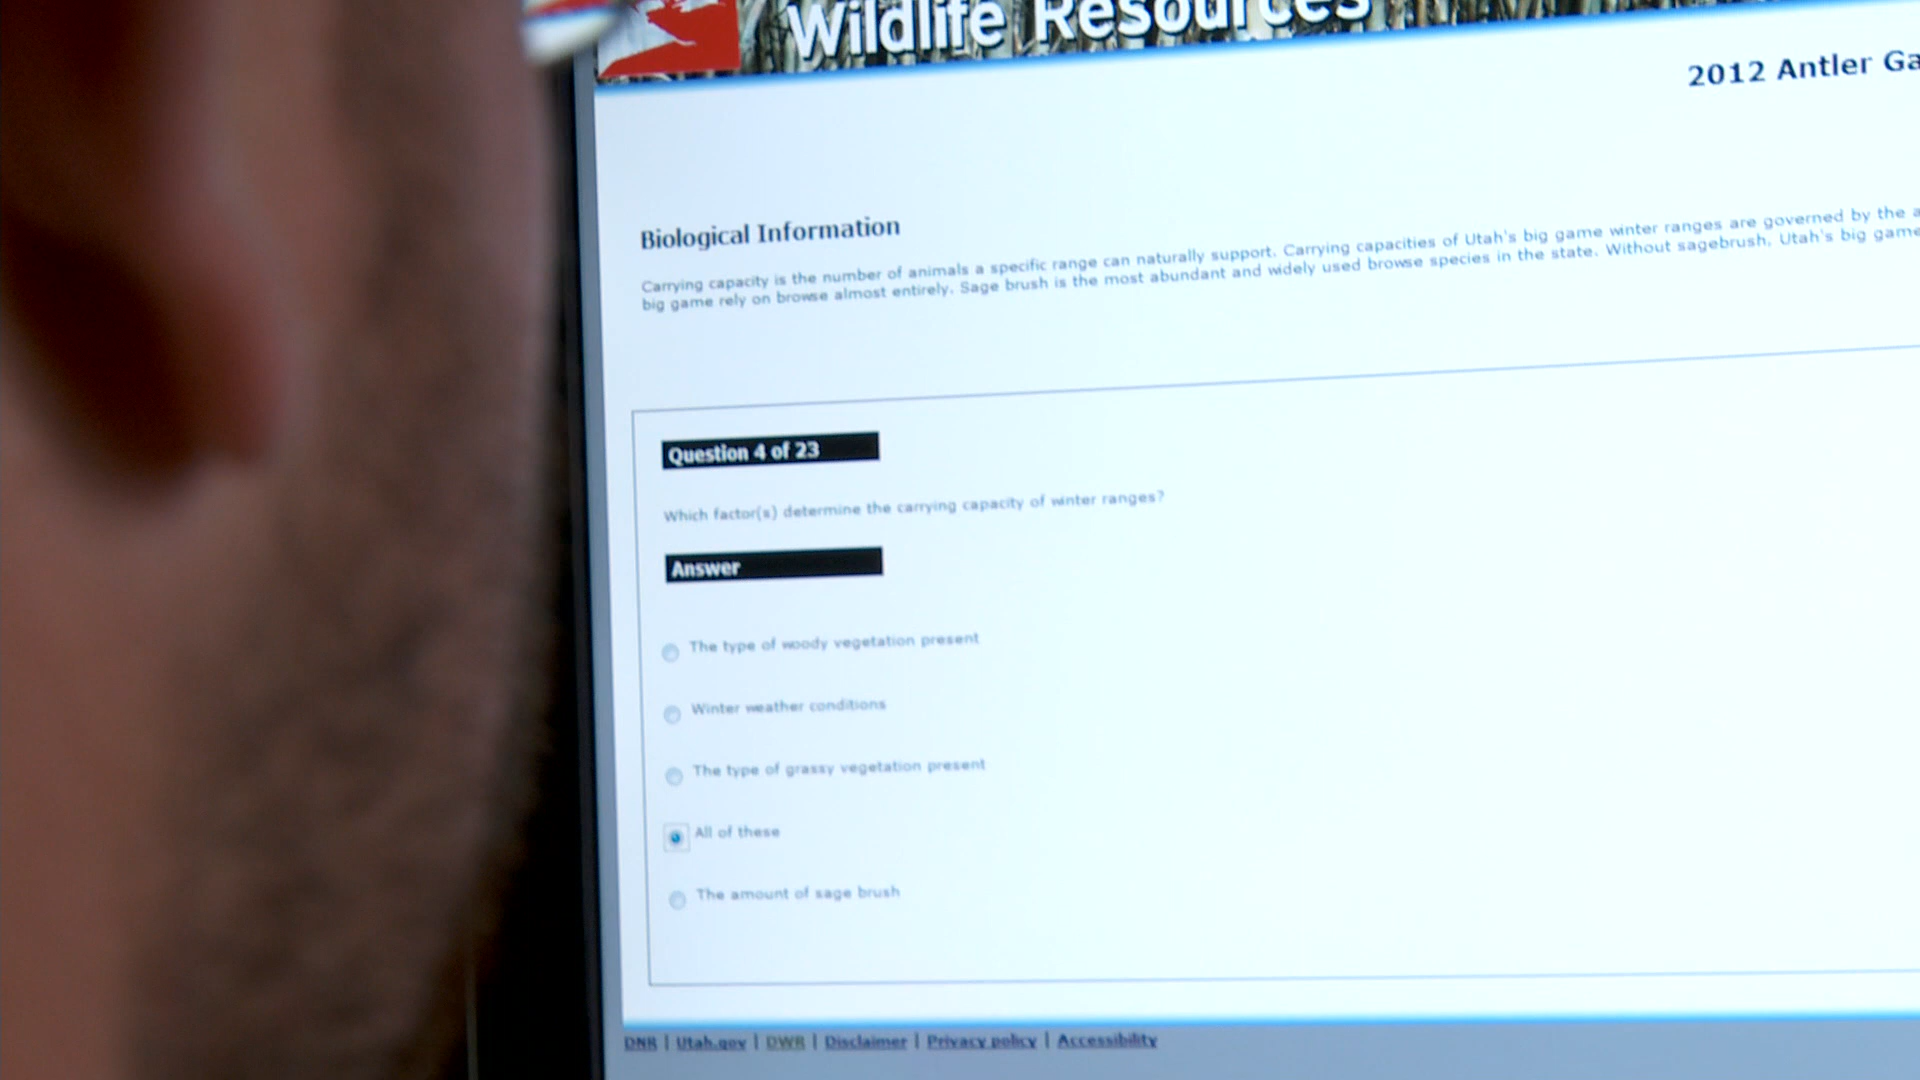 Wildlife Resources
2012 Antler
Biological Information
Carrying capacity is the number of animals a specific range can naturally support. Carrying capacities of Utah's big game winter ranges are governed by the
big game rely on browse almost entirely. Sage brush is the most abundant and widely used browse species in the state. Without sagebrush, Utah's big game
Question 4 of 23
Which factor(s) determine the carrying capacity of winter ranges?
Answer
The type of woody vegetation present
Winter weather conditions
The type of grassy vegetation present
All of these
The amount of sage brush
DNR | Utah.gov | DWR | Disclaimer | Privacy policy | Accessibility